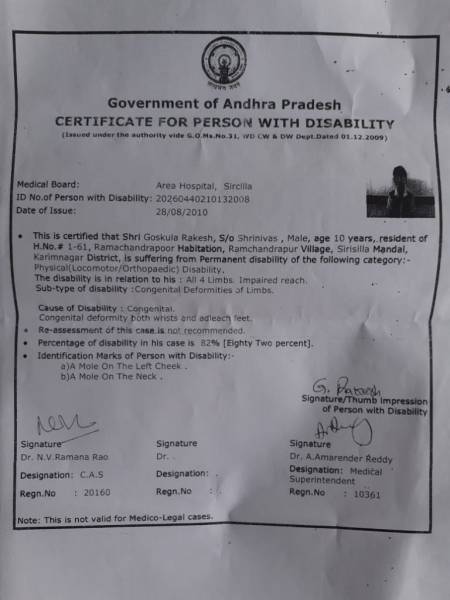 Government of Andhra Pradesh
CERTIFICATE FOR PERSON WITH DISABILITY
(Issued under the authority vide G.O.Ms.No.31, WD CW & DW Dept.Dated 01.12.2009)
Medical Board: Area Hospital, Sircilla
ID No.of Person with Disability: 20260440210132008
Date of Issue: 28/08/2010
• This is certified that Shri Goskula Rakesh, S/o Shrinivas , Male, age 10 years, resident of
H.No.# 1-61, Ramachandrapoor Habitation, Ramchandrapur Village, Sirisilla Mandal,
Karimnagar District, is suffering from Permanent disability of the following category:-
Physical(Locomotor/Orthopaedic) Disability.
The disability is in relation to his : All 4 Limbs. Impaired reach.
Sub-type of disability :Congenital Deformities of Limbs.
Cause of Disability : Congenital.
Congenital deformity both whists and adleach feet.
• Re-assessment of this case is not recommended.
• Percentage of disability in his case is 82% [Eighty Two percent].
• Identification Marks of Person with Disability:-
a)A Mole On The Left Cheek .
b)A Mole On The Neck .
G. Rakesh
Signature/Thumb Impression
of Person with Disability
Signature Signature Signature
Dr. N.V.Ramana Rao Dr. Dr. A.Amarender Reddy
Designation: C.A.S Designation: . Designation: Medical
Superintendent
Regn.No : 20160 Regn.No : . Regn.No : 10361
Note: This is not valid for Medico-Legal cases.